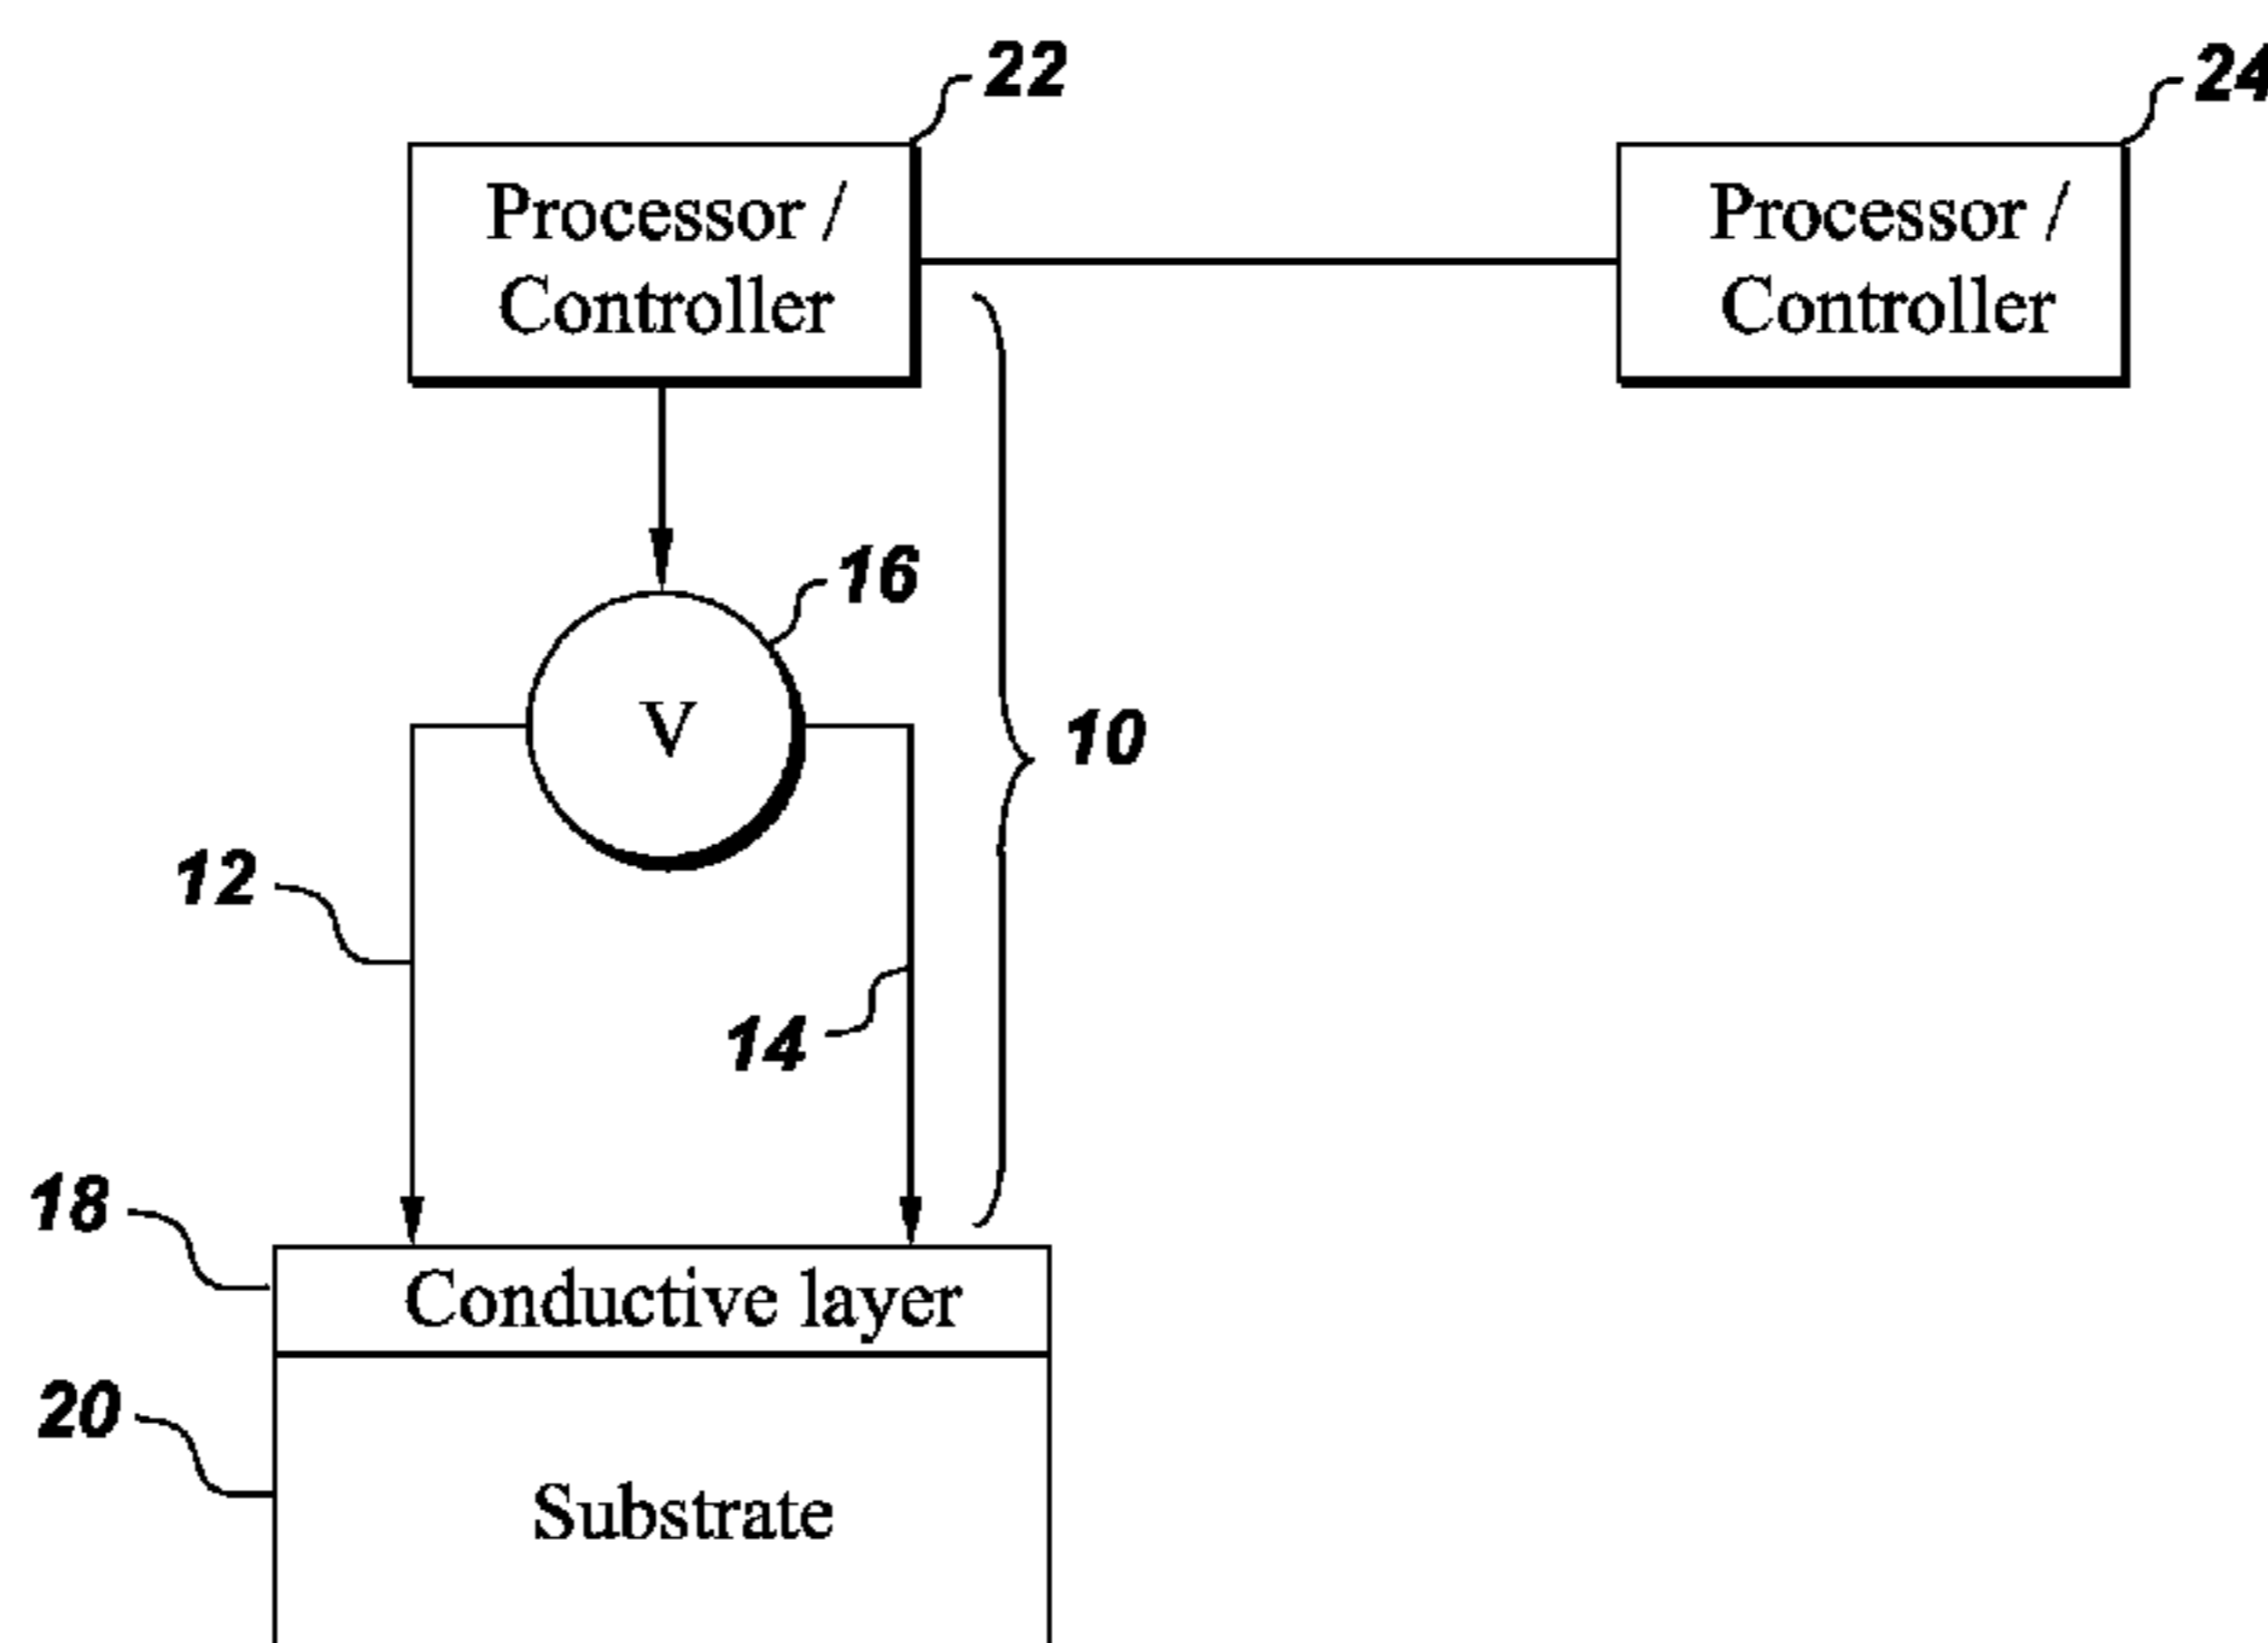 22
24
Processor /
Controller
Processor /
Controller
16
V
10
12
14
18
Conductive layer
20
Substrate